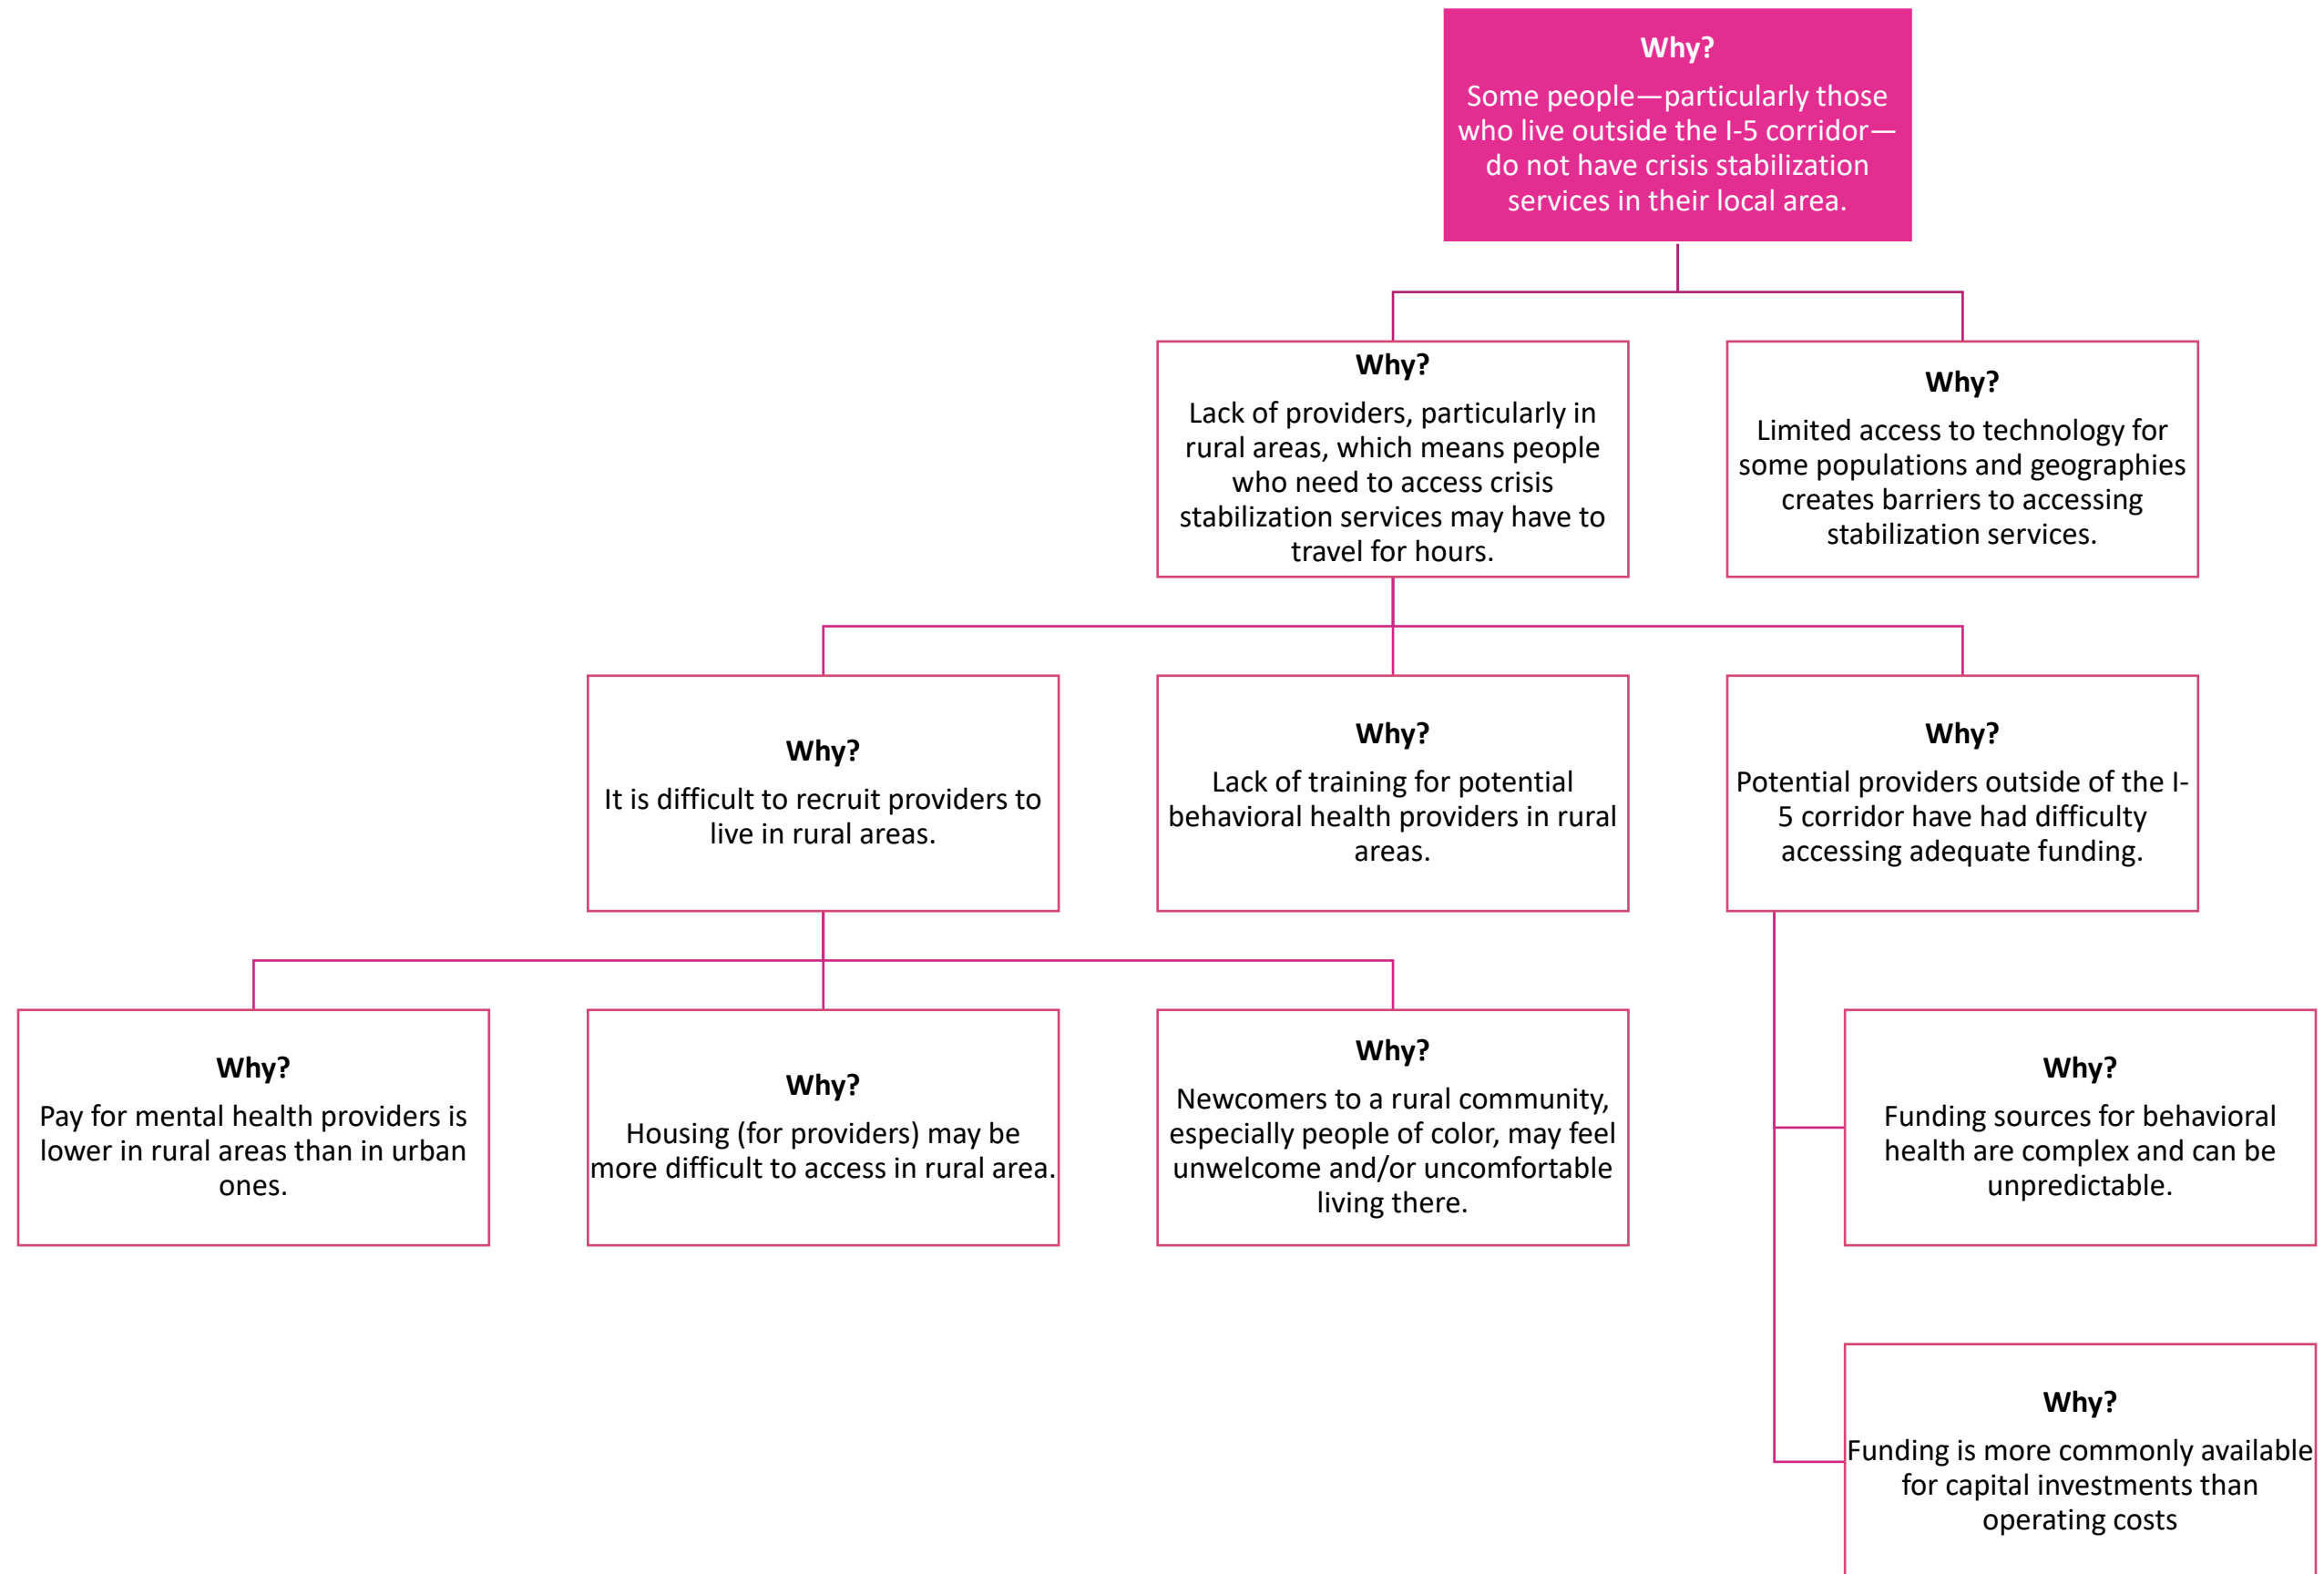 Why?
Some people—particularly those
who live outside the I-5 corridor—
do not have crisis stabilization
services in their local area.
Why?
Lack of providers, particularly in
rural areas, which means people
who need to access crisis
stabilization services may have to
travel for hours.
Why?
Limited access to technology for
some populations and geographies
creates barriers to accessing
stabilization services.
Why?
It is difficult to recruit providers to
live in rural areas.
Why?
Lack of training for potential
behavioral health providers in rural
areas.
Why?
Potential providers outside of the I-
5 corridor have had difficulty
accessing adequate funding.
Why?
Pay for mental health providers is
lower in rural areas than in urban
ones.
Why?
Housing (for providers) may be
more difficult to access in rural area.
Why?
Newcomers to a rural community,
especially people of color, may feel
unwelcome and/or uncomfortable
living there.
Why?
Funding sources for behavioral
health are complex and can be
unpredictable.
Why?
Funding is more commonly available
for capital investments than
operating costs